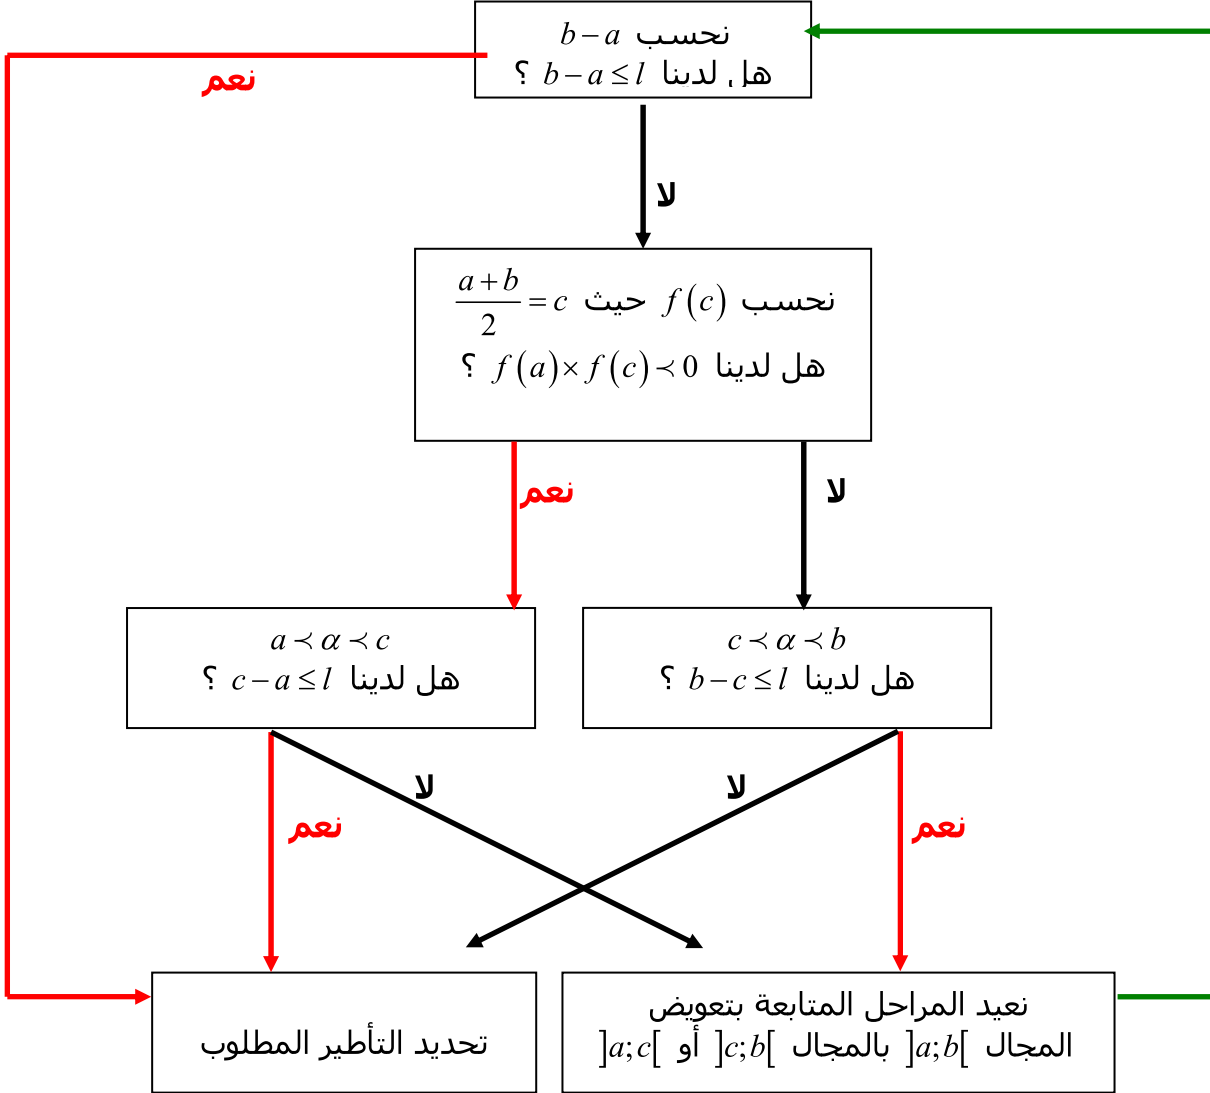 نحسب b − a
هل لدينا b − a ≤ l ؟
نعم
لا
نحسب f(c) حيث (a+b)/2 = c
هل لدينا f(a)×f(c) ≺ 0 ؟
نعم
لا
a ≺ α ≺ c
هل لدينا c − a ≤ l ؟
c ≺ α ≺ b
هل لدينا b − c ≤ l ؟
لا
لا
نعم
نعم
تحديد التأطير المطلوب
نعيد المراحل المتابعة بتعويض
المجال ]a;b[ بالمجال ]c;b[ أو ]a;c[